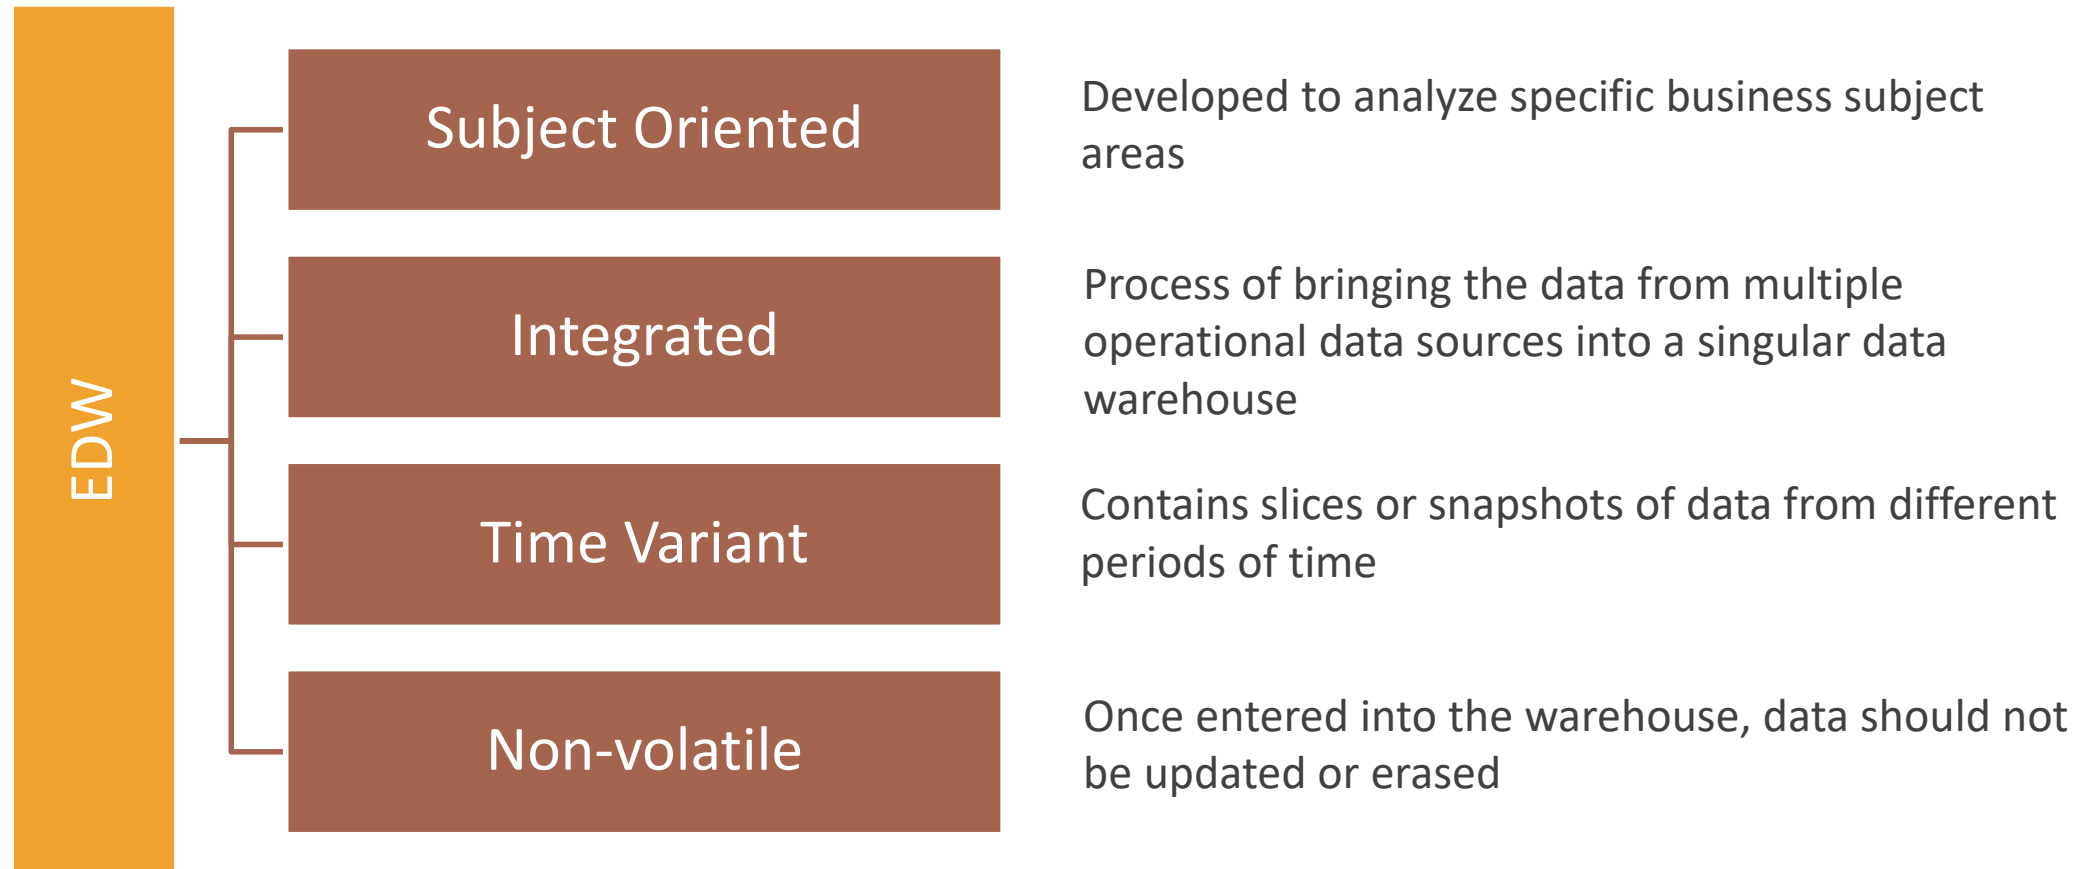 EDW
Subject Oriented
Developed to analyze specific business subject
areas
Integrated
Process of bringing the data from multiple
operational data sources into a singular data
warehouse
Time Variant
Contains slices or snapshots of data from different
periods of time
Non-volatile
Once entered into the warehouse, data should not
be updated or erased